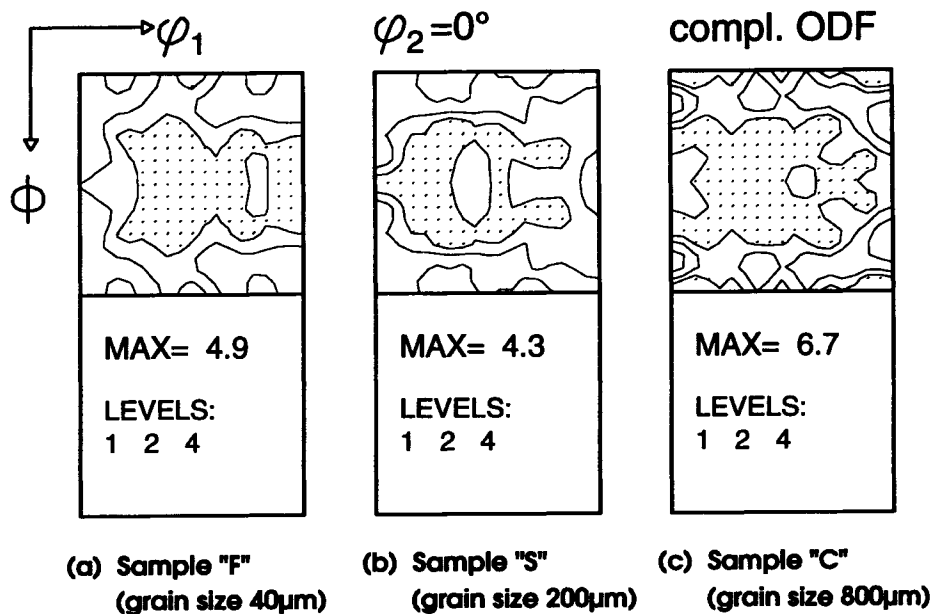 φ₁ φ₂=0° compl. ODF
Φ
MAX= 4.9
LEVELS:
1 2 4
MAX= 4.3
LEVELS:
1 2 4
MAX= 6.7
LEVELS:
1 2 4
(a) Sample "F"
(grain size 40μm)
(b) Sample "S"
(grain size 200μm)
(c) Sample "C"
(grain size 800μm)